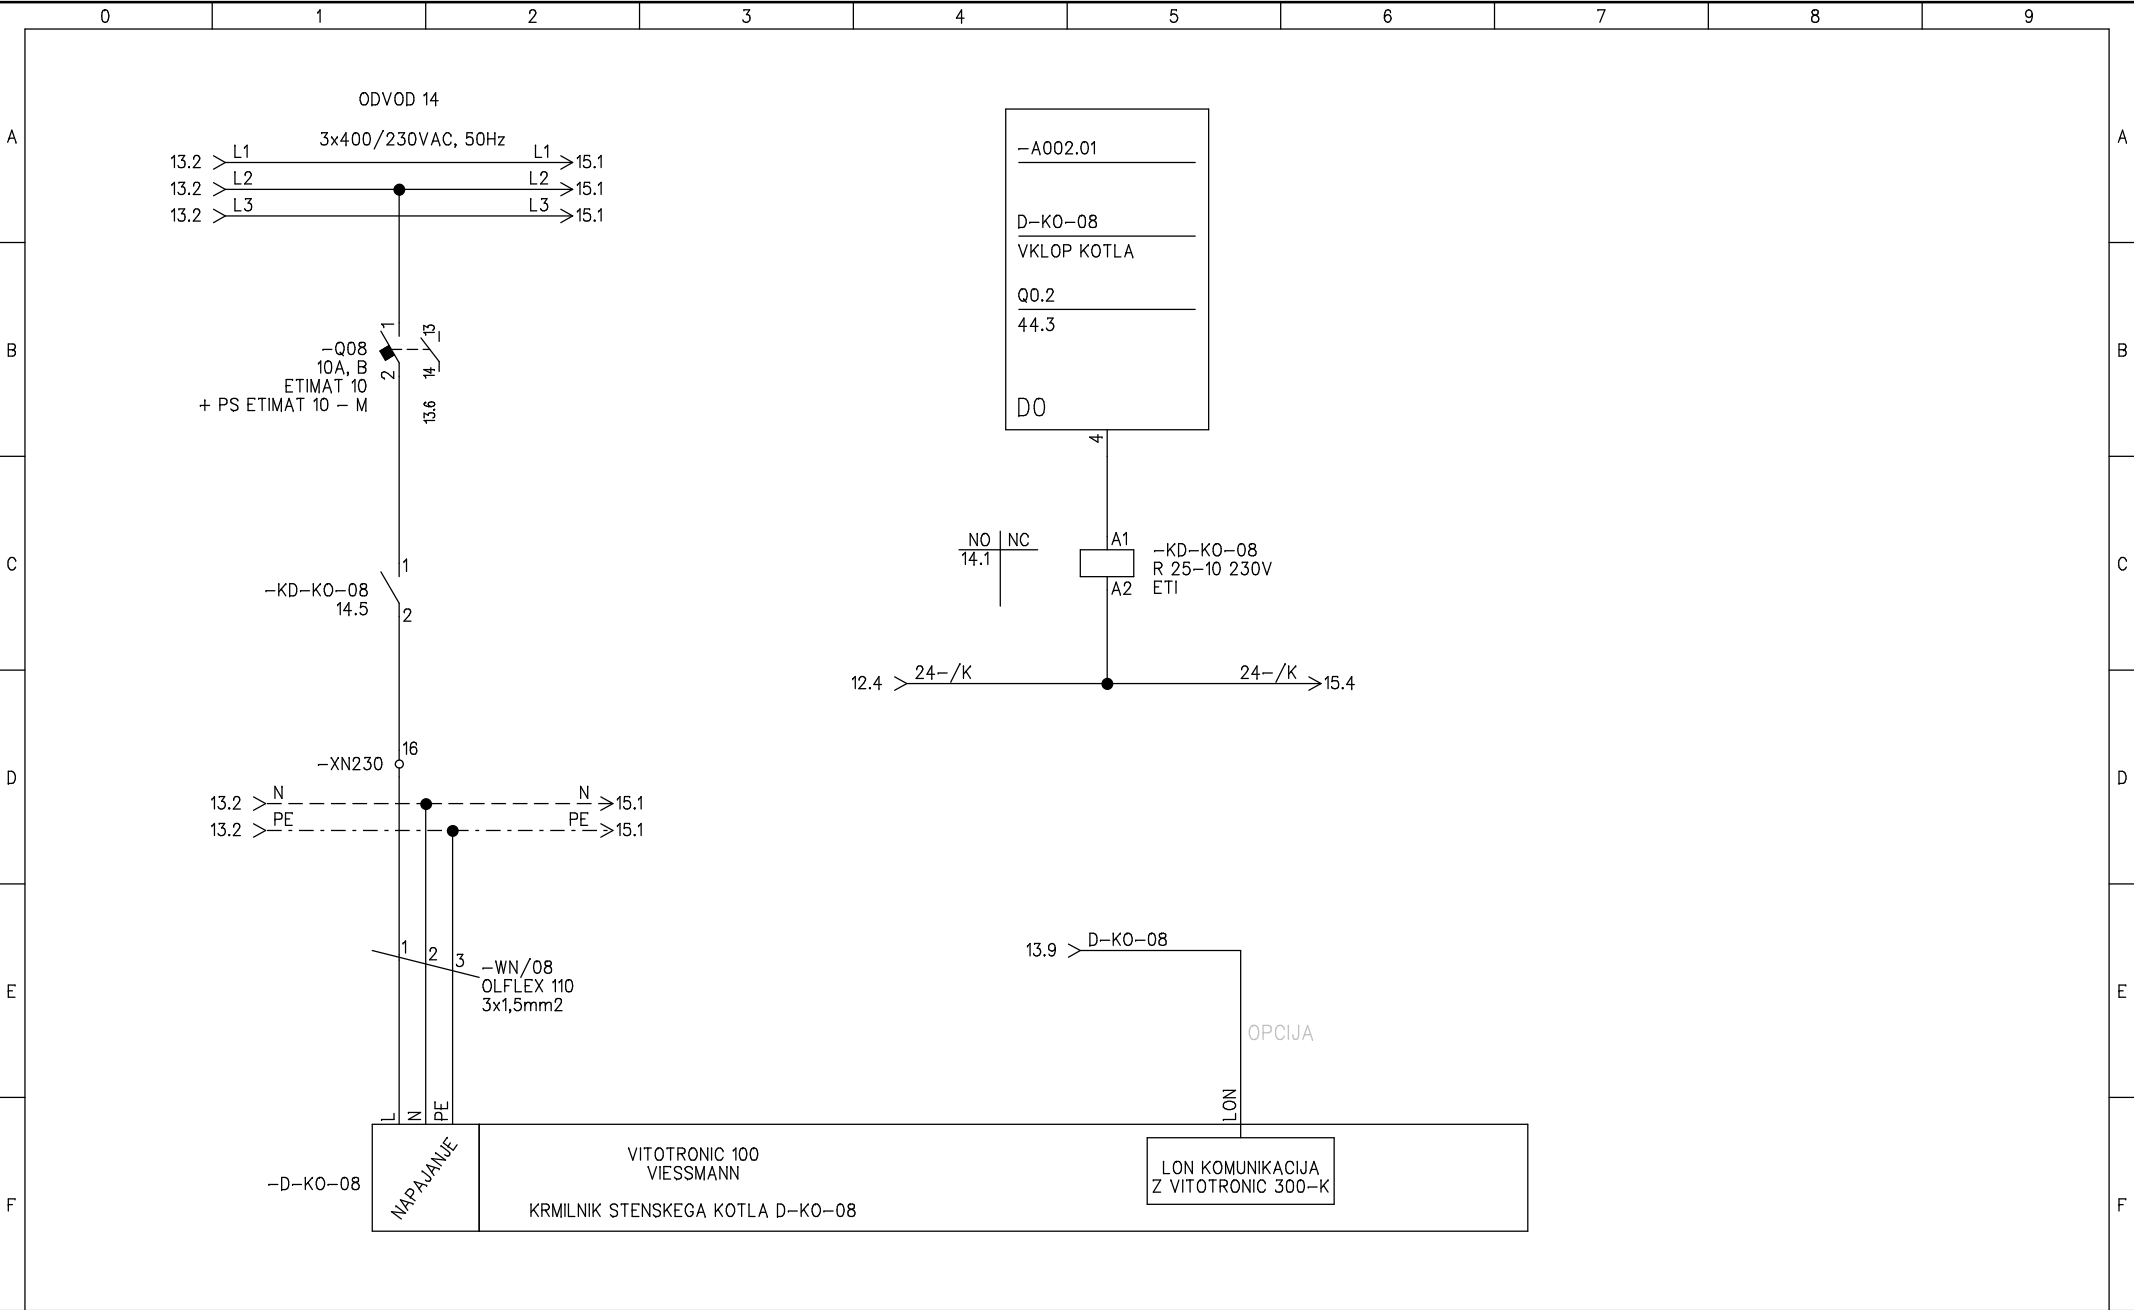 0 1 2 3 4 5 6 7 8 9
A A
B B
C C
D D
E E
F F
ODVOD 14
3x400/230VAC, 50Hz
13.2 L1 L1 15.1
13.2 L2 L2 15.1
13.2 L3 L3 15.1
1 13
-Q08
10A, B
ETIMAT 10
+ PS ETIMAT 10 - M
2 14
13.6
1
-KD-KO-08
14.5
2
16
-XN230
13.2 N N 15.1
13.2 PE PE 15.1
1 2 3
-WN/08
OLFLEX 110
3x1,5mm2
L N PE
-D-KO-08
NAPAJANJE
VITOTRONIC 100
VIESSMANN
KRMILNIK STENSKEGA KOTLA D-KO-08
-A002.01
D-KO-08
VKLOP KOTLA
Q0.2
44.3
DO
4
NO NC
14.1
A1
A2
-KD-KO-08
R 25-10 230V
ETI
12.4 24-/K 24-/K 15.4
13.9 D-KO-08
OPCIJA
LON
LON KOMUNIKACIJA
Z VITOTRONIC 300-K